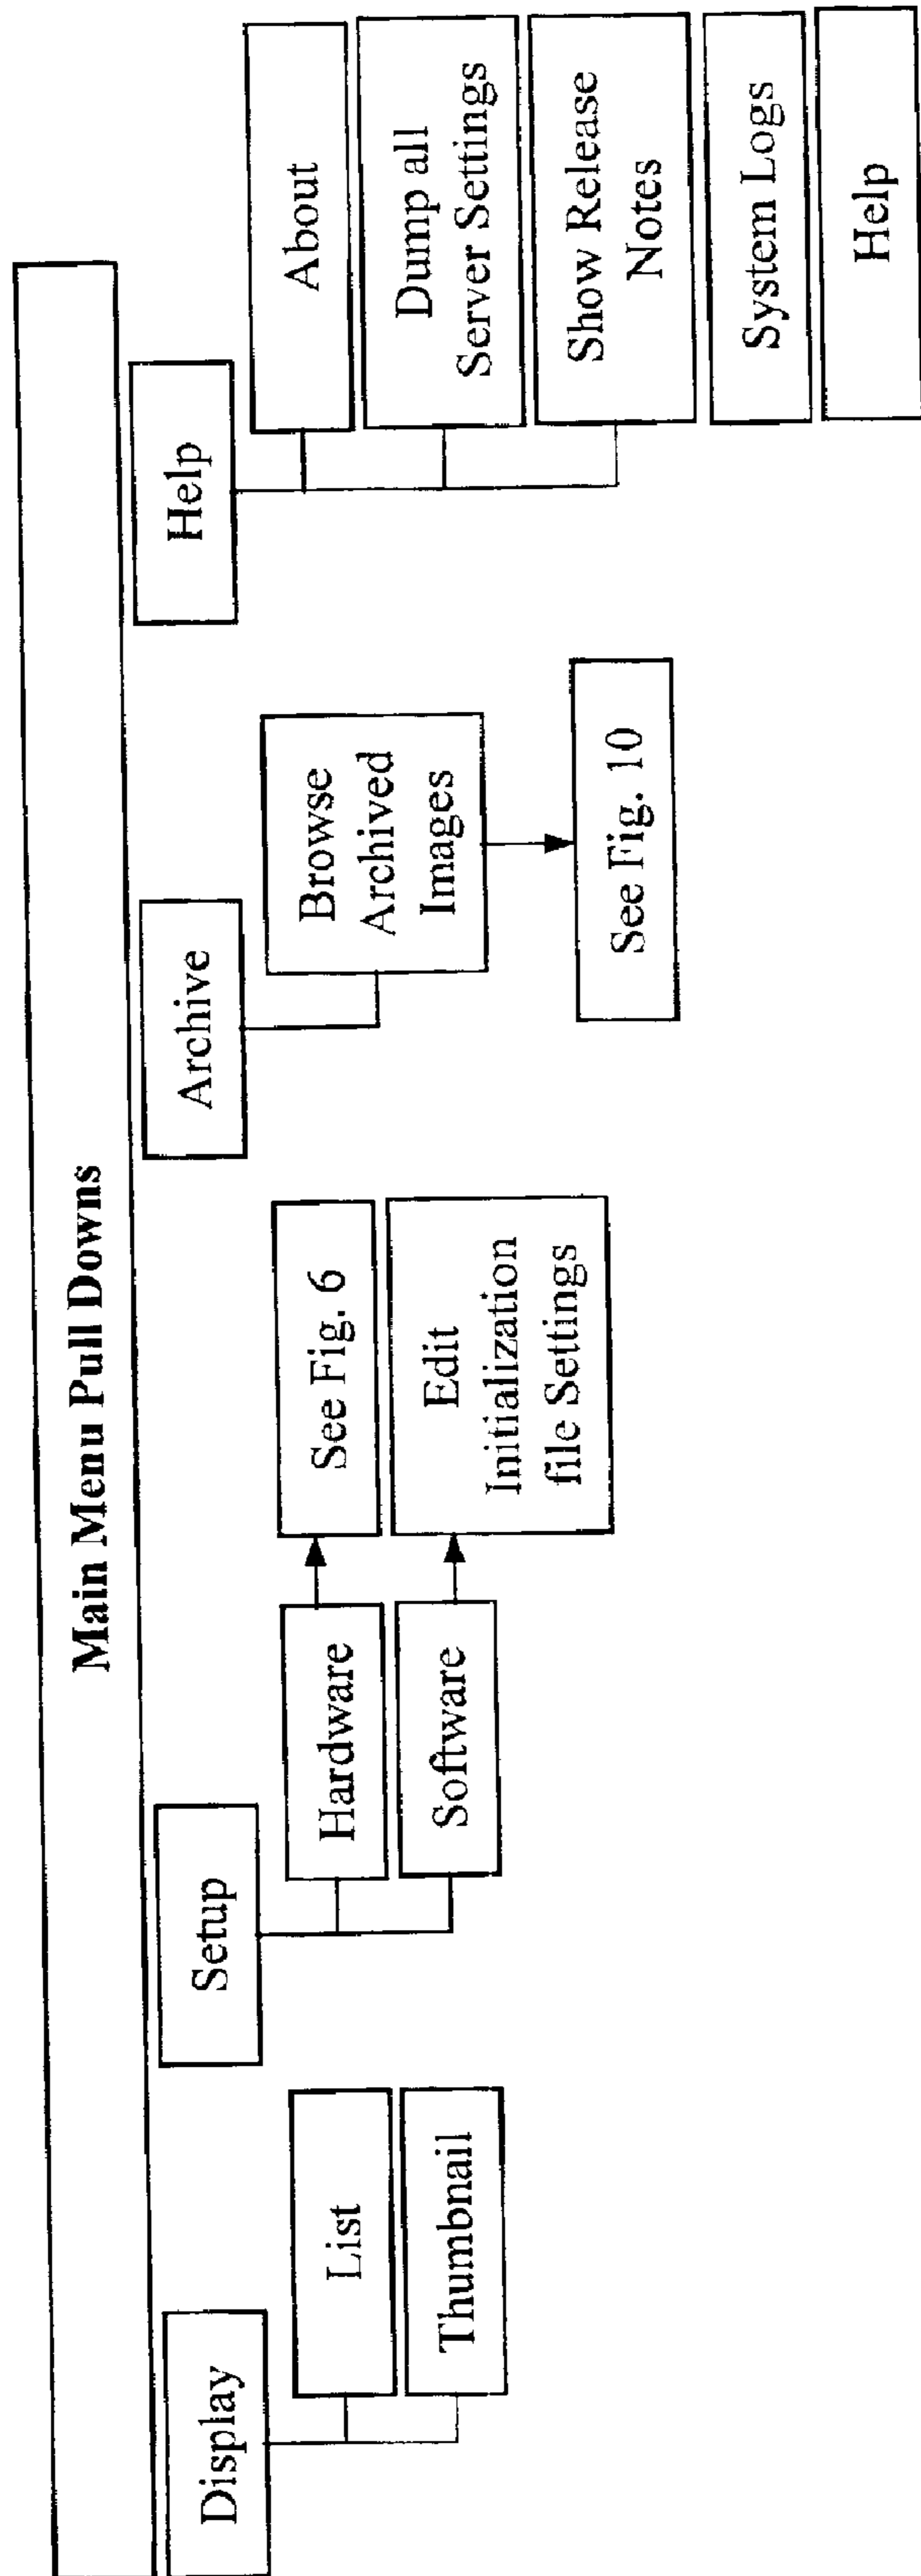 Main Menu Pull Downs
Display
List
Thumbnail
Setup
Hardware
See Fig. 6
Software
Edit
Initialization
file Settings
Archive
Browse
Archived
Images
See Fig. 10
Help
About
Dump all
Server Settings
Show Release
Notes
System Logs
Help